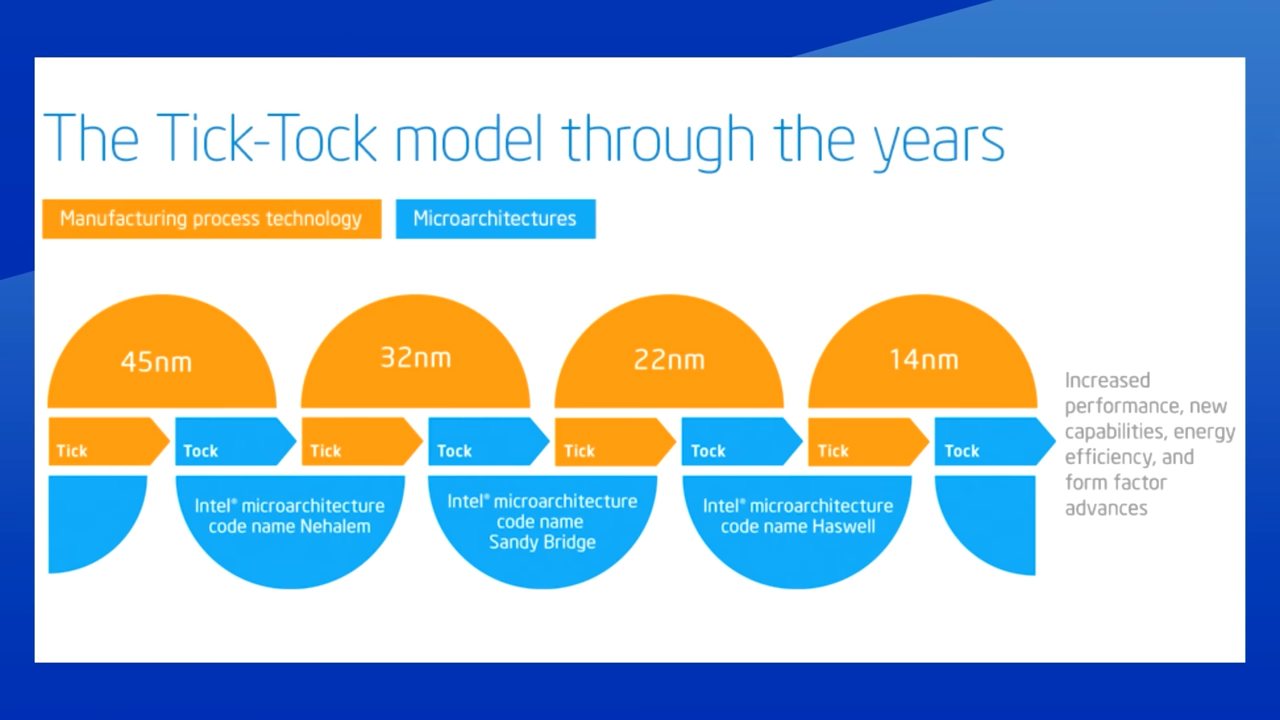 The Tick-Tock model through the years
Manufacturing process technology
Microarchitectures
45nm
32nm
22nm
14nm
Tick
Tock
Tick
Tock
Tick
Tock
Tick
Tock
Intel® microarchitecture
code name Nehalem
Intel® microarchitecture
code name
Sandy Bridge
Intel® microarchitecture
code name Haswell
Increased
performance, new
capabilities, energy
efficiency, and
form factor
advances